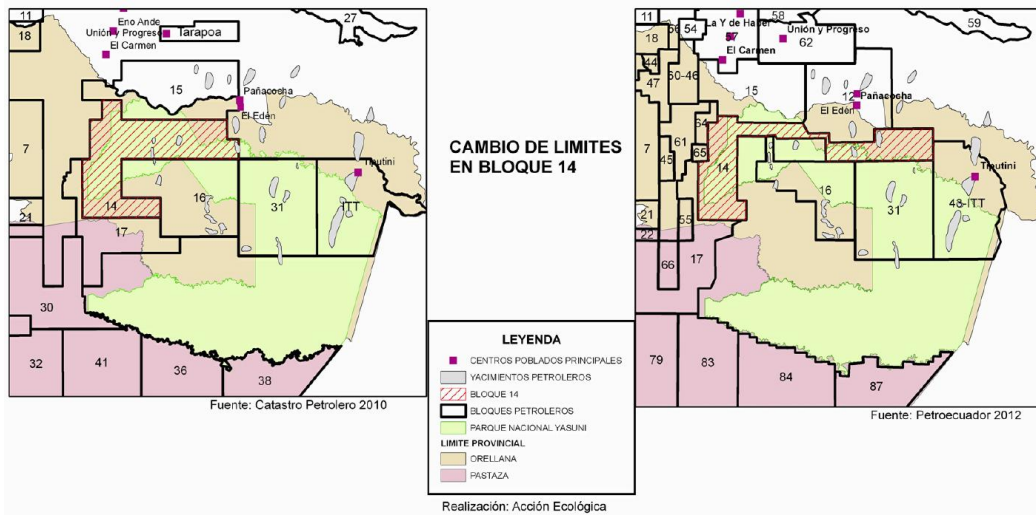 11
Eno Ande
27
18
Unión y Progreso
Tarapoa
El Carmen
15
Pañacocha
El Edén
7
Tiputini
14
16
31
ITT
21
17
30
32
41
36
38
Fuente: Catastro Petrolero 2010
CAMBIO DE LIMITES
EN BLOQUE 14
LEYENDA
CENTROS POBLADOS PRINCIPALES
YACIMIENTOS PETROLEROS
BLOQUE 14
BLOQUES PETROLEROS
PARQUE NACIONAL YASUNI
LIMITE PROVINCIAL
ORELLANA
PASTAZA
Realización: Acción Ecológica
11
La Y de Haber
58
59
18
56
54
57
Unión y Progreso
62
El Carmen
44
47
60-46
15
12
Pañacocha
El Edén
64
7
61
45
65
14
Tiputini
16
31
43-ITT
21
55
22
17
66
79
83
84
87
Fuente: Petroecuador 2012